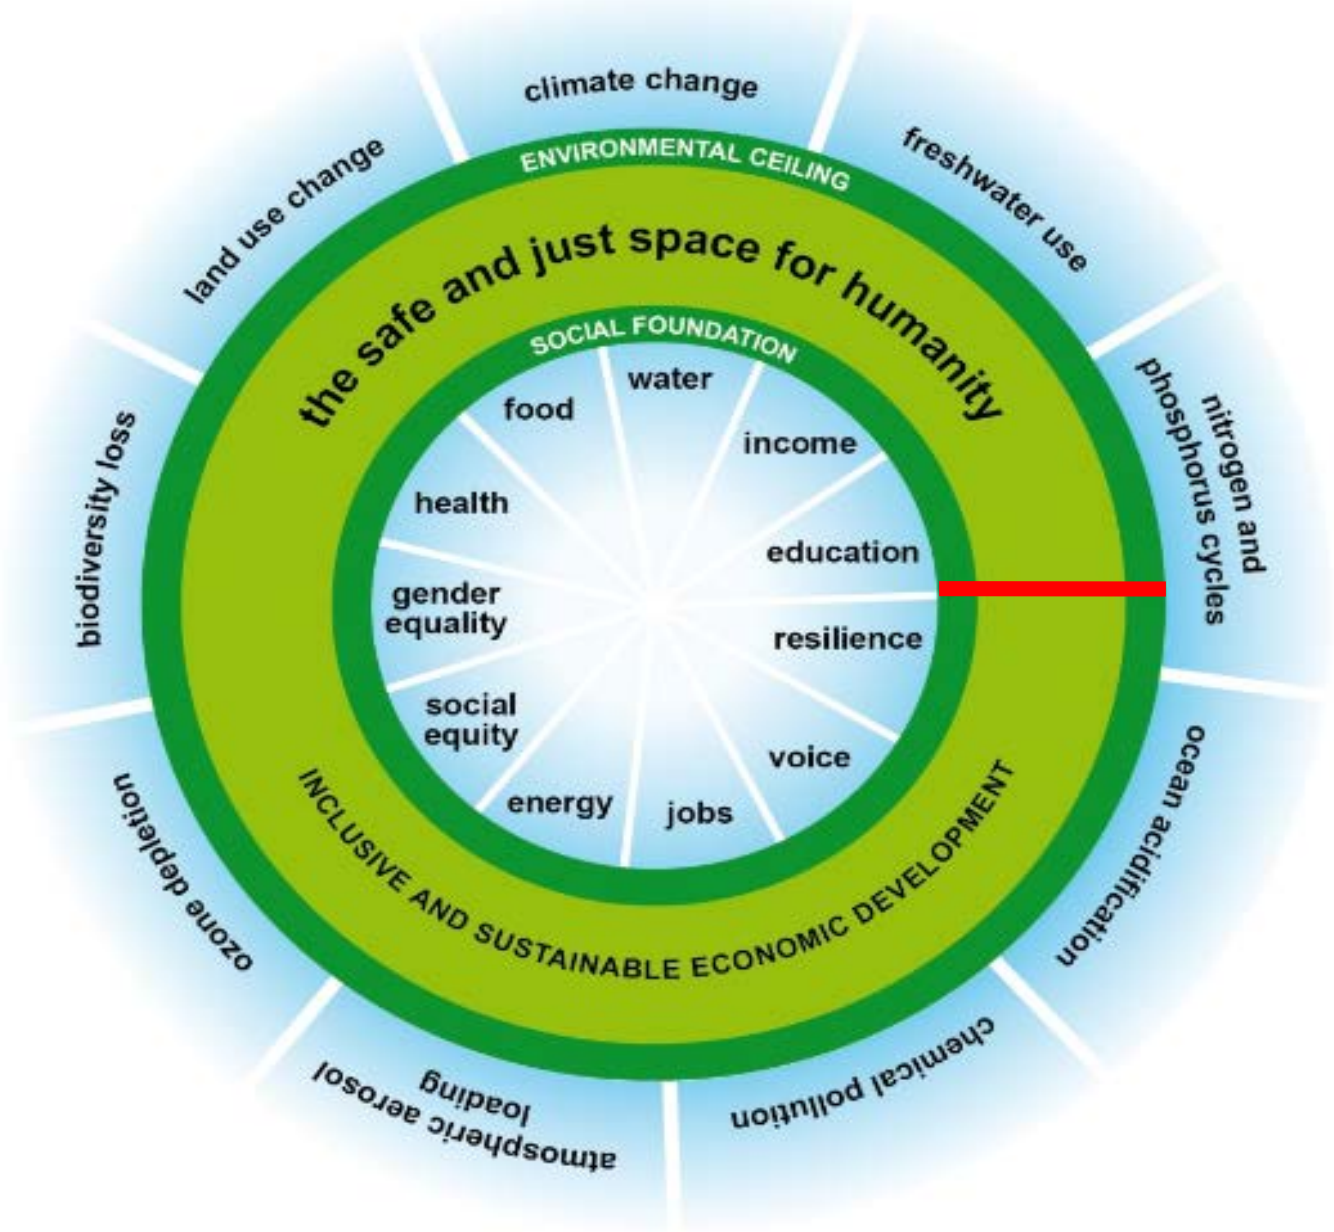 climate change
freshwater use
nitrogen and
phosphorus cycles
ocean acidification
chemical pollution
atmospheric aerosol
loading
ozone depletion
biodiversity loss
land use change
ENVIRONMENTAL CEILING
the safe and just space for humanity
SOCIAL FOUNDATION
water
income
education
resilience
voice
jobs
energy
social
equity
gender
equality
health
food
INCLUSIVE AND SUSTAINABLE ECONOMIC DEVELOPMENT